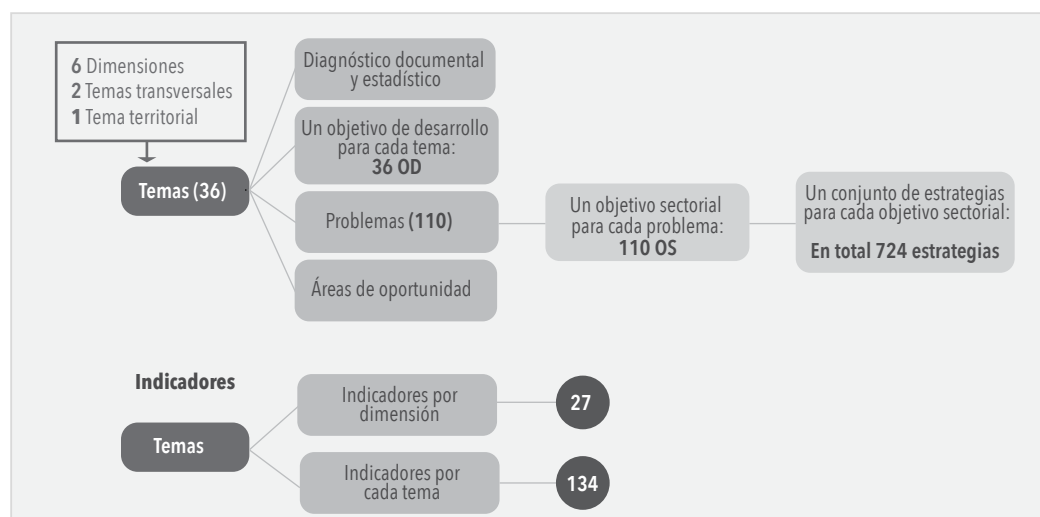 6 Dimensiones
2 Temas transversales
1 Tema territorial
Temas (36)
Diagnóstico documental
y estadístico
Un objetivo de desarrollo
para cada tema:
36 OD
Problemas (110)
Áreas de oportunidad
Un objetivo sectorial
para cada problema:
110 OS
Un conjunto de estrategias
para cada objetivo sectorial:
En total 724 estrategias
Indicadores
Temas
Indicadores por
dimensión
27
Indicadores por
cada tema
134